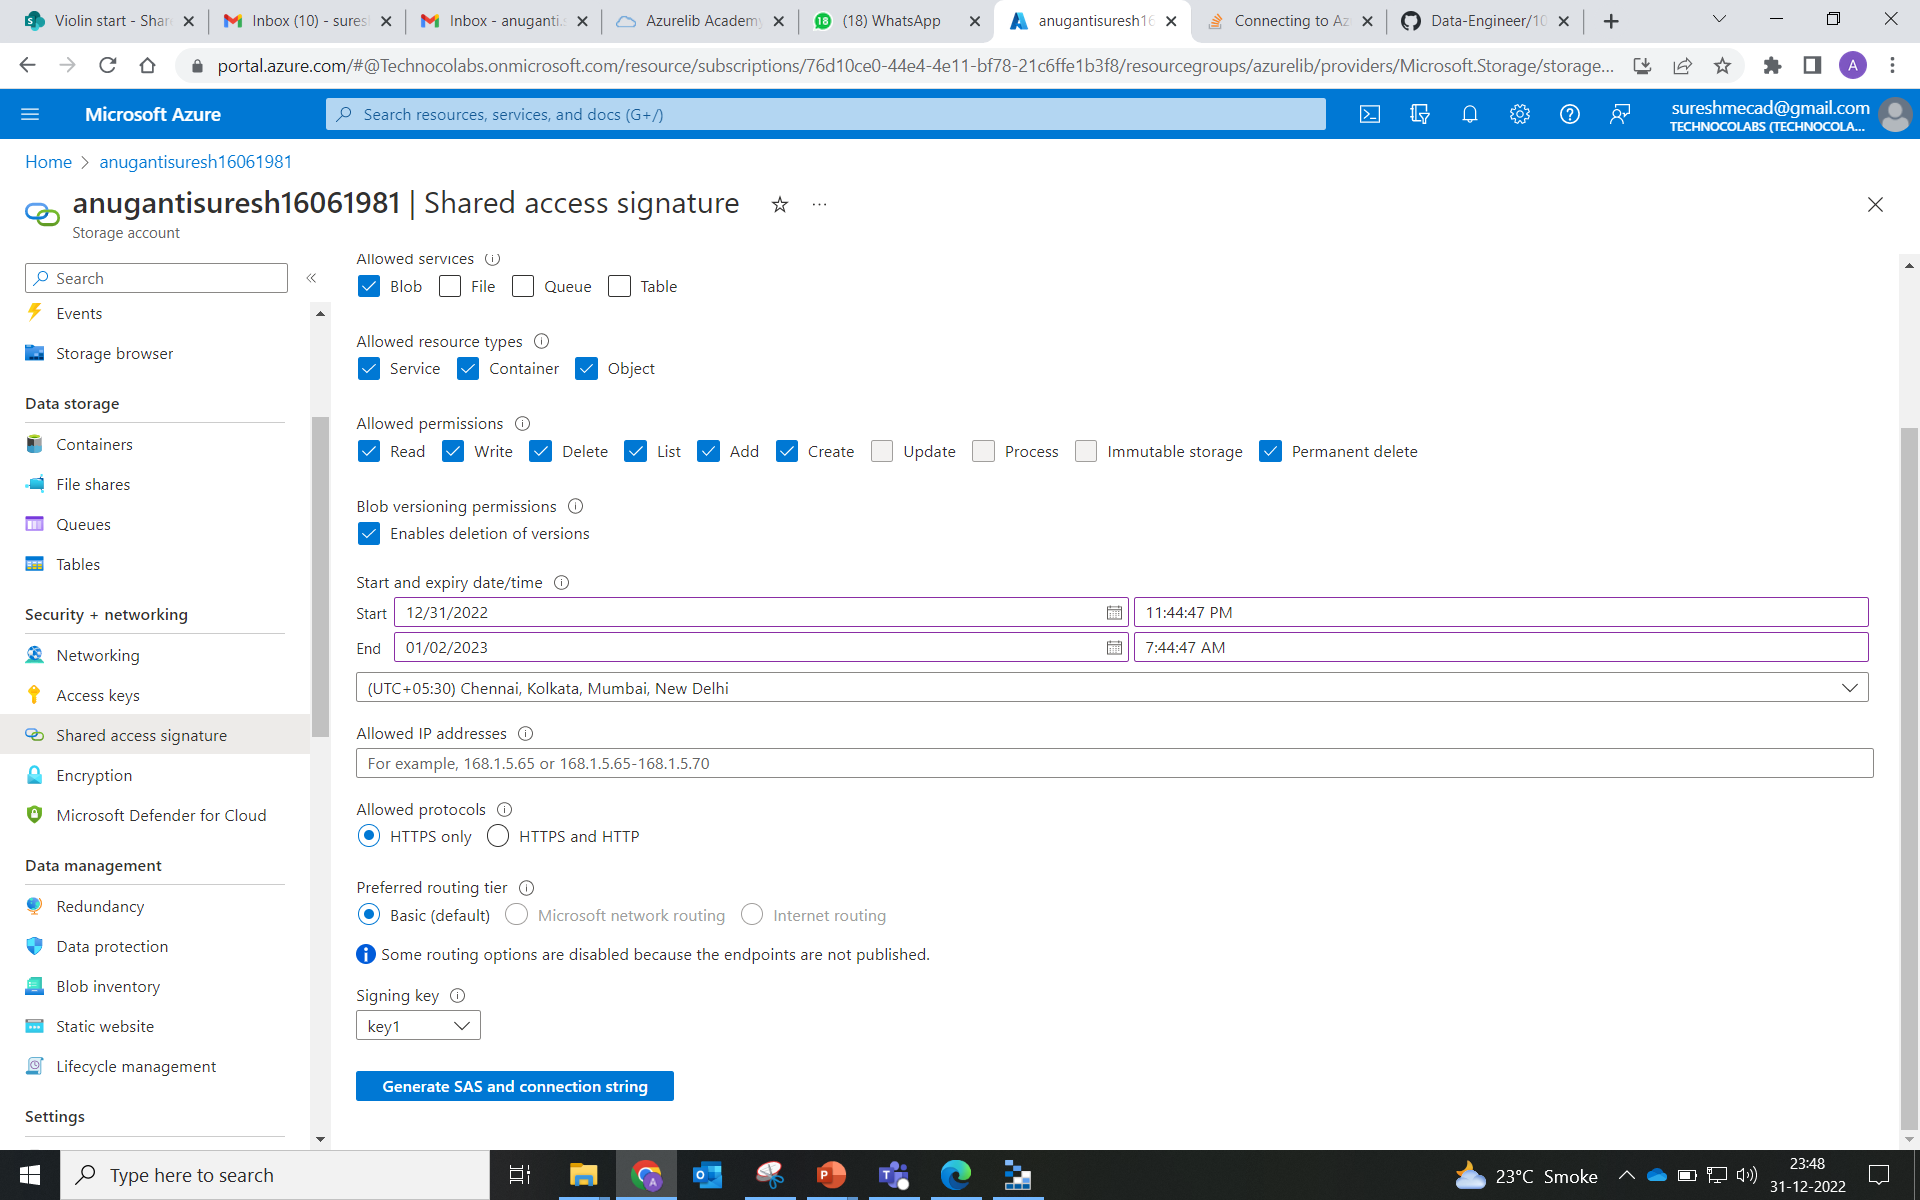 Violin start - Shar
Inbox (10) - sures
Inbox - anuganti.s
Azurelib Academy
(18) WhatsApp
anugantisuresh16
Connecting to Az
Data-Engineer/10
portal.azure.com/#@Technocolabs.onmicrosoft.com/resource/subscriptions/76d10ce0-44e4-4e11-bf78-21c6ffe1b3f8/resourcegroups/azurelib/providers/Microsoft.Storage/storage...
A
Microsoft Azure
Search resources, services, and docs (G+/)
sureshmecad@gmail.com
TECHNOCOLABS (TECHNOCOLA...
Home > anugantisuresh16061981
anugantisuresh16061981 | Shared access signature
Storage account
Search
Events
Storage browser
Data storage
Containers
File shares
Queues
Tables
Security + networking
Networking
Access keys
Shared access signature
Encryption
Microsoft Defender for Cloud
Data management
Redundancy
Data protection
Blob inventory
Static website
Lifecycle management
Settings
Allowed services
Blob File Queue Table
Allowed resource types
Service Container Object
Allowed permissions
Read Write Delete List Add Create Update Process Immutable storage Permanent delete
Blob versioning permissions
Enables deletion of versions
Start and expiry date/time
Start 12/31/2022 11:44:47 PM
End 01/02/2023 7:44:47 AM
(UTC+05:30) Chennai, Kolkata, Mumbai, New Delhi
Allowed IP addresses
For example, 168.1.5.65 or 168.1.5.65-168.1.5.70
Allowed protocols
HTTPS only HTTPS and HTTP
Preferred routing tier
Basic (default) Microsoft network routing Internet routing
Some routing options are disabled because the endpoints are not published.
Signing key
key1
Generate SAS and connection string
Type here to search
23°C Smoke
23:48
31-12-2022